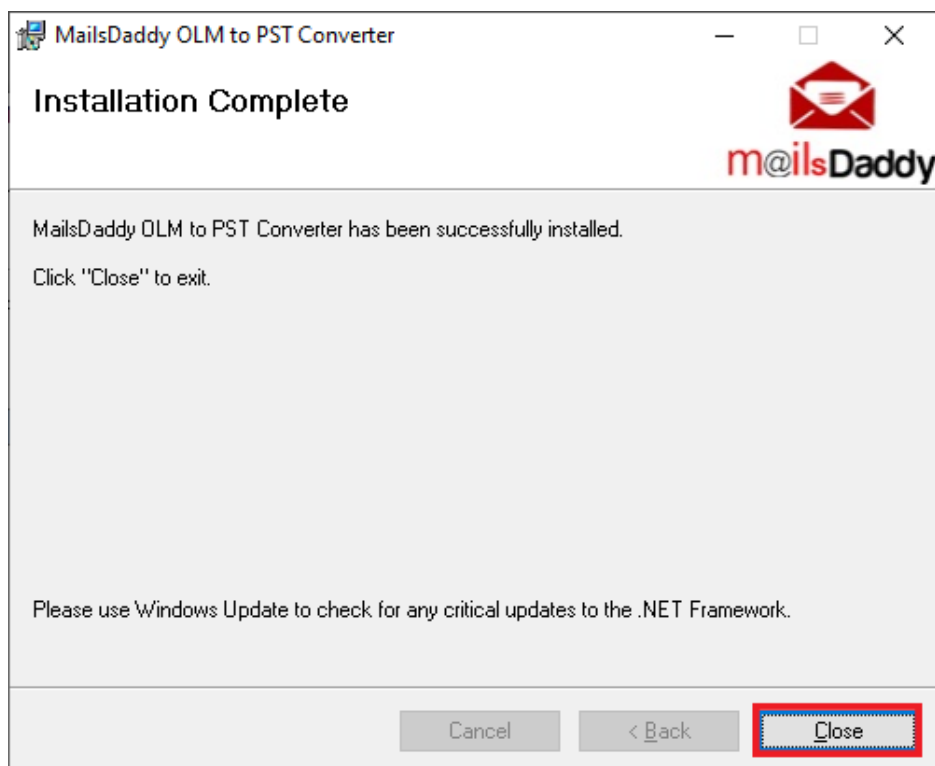 MailsDaddy OLM to PST Converter
Installation Complete
m@ilsDaddy
MailsDaddy OLM to PST Converter has been successfully installed.
Click "Close" to exit.
Please use Windows Update to check for any critical updates to the .NET Framework.
Cancel
< Back
Close